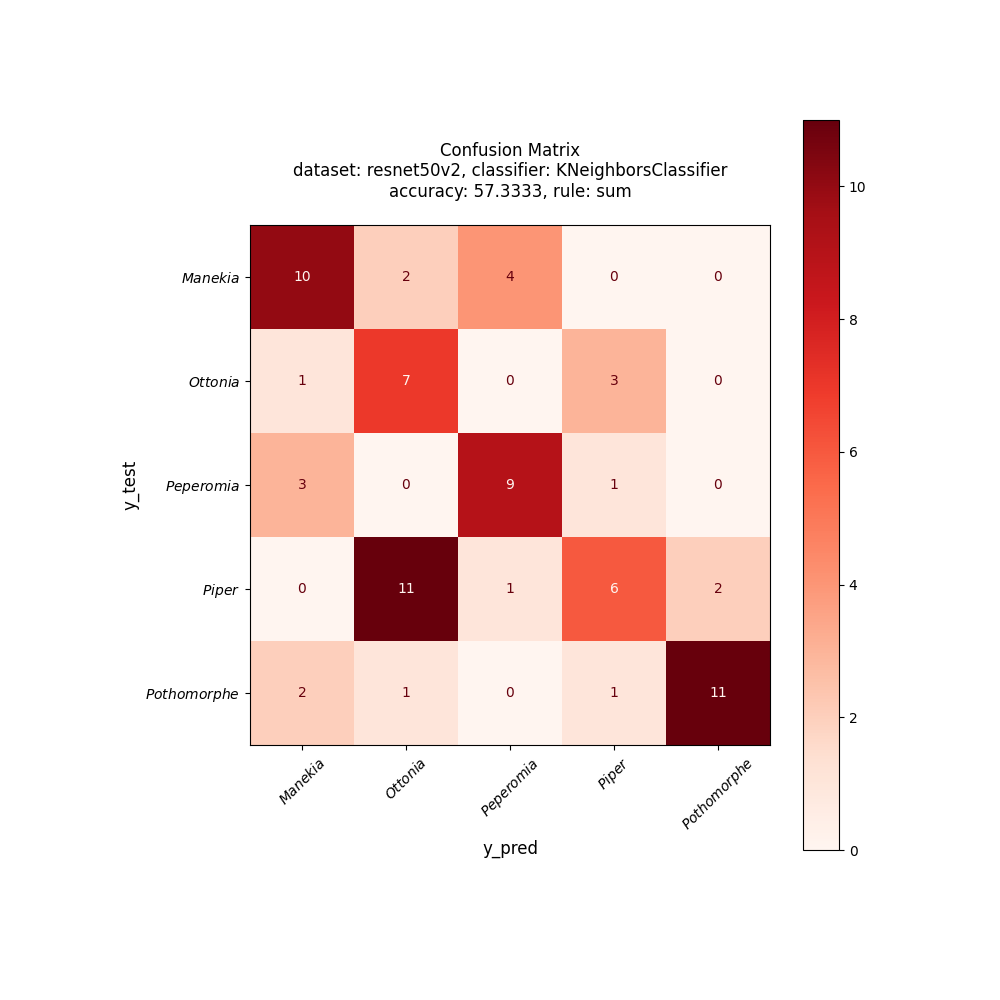 Confusion Matrix
dataset: resnet50v2, classifier: KNeighborsClassifier
accuracy: 57.3333, rule: sum
Manekia 10 2 4 0 0
Ottonia 1 7 0 3 0
Peperomia 3 0 9 1 0
Piper 0 11 1 6 2
Pothomorphe 2 1 0 1 11
Manekia Ottonia Peperomia Piper Pothomorphe
y_pred
y_test
10
8
6
4
2
0